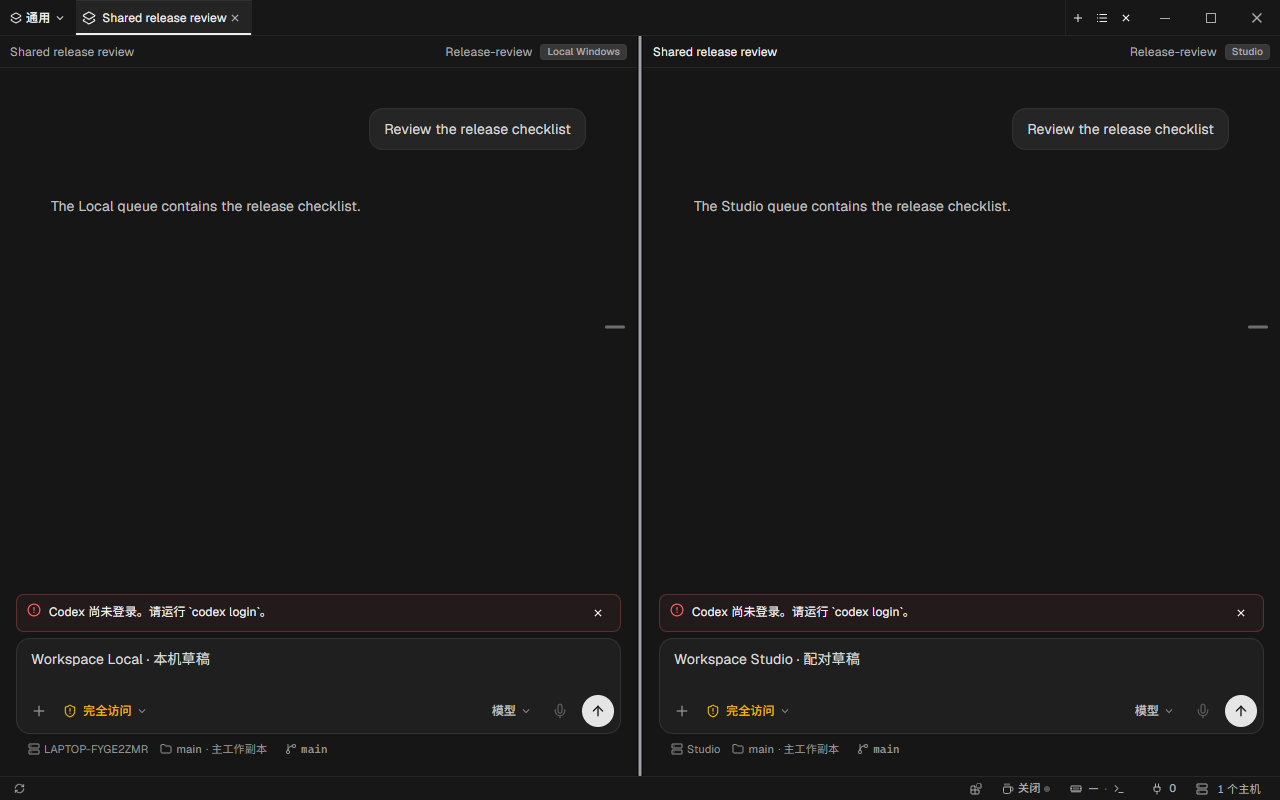 通用
Shared release review
Shared release review
Release-review
Local Windows
Review the release checklist
The Local queue contains the release checklist.
Codex 尚未登录。请运行 `codex login`。
Workspace Local · 本机草稿
完全访问
模型
LAPTOP-FYGE2ZMR
main · 主工作副本
main
Shared release review
Release-review
Studio
Review the release checklist
The Studio queue contains the release checklist.
Codex 尚未登录。请运行 `codex login`。
Workspace Studio · 配对草稿
完全访问
模型
Studio
main · 主工作副本
main
关闭
— ·
0
1 个主机